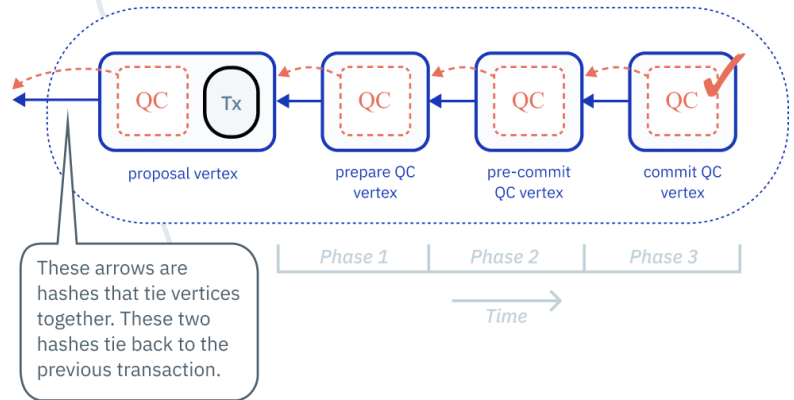 QC
Tx
QC
QC
QC
proposal vertex
prepare QC
vertex
pre-commit
QC vertex
commit QC
vertex
Phase 1
Phase 2
Phase 3
Time
These arrows are
hashes that tie vertices
together. These two
hashes tie back to the
previous transaction.